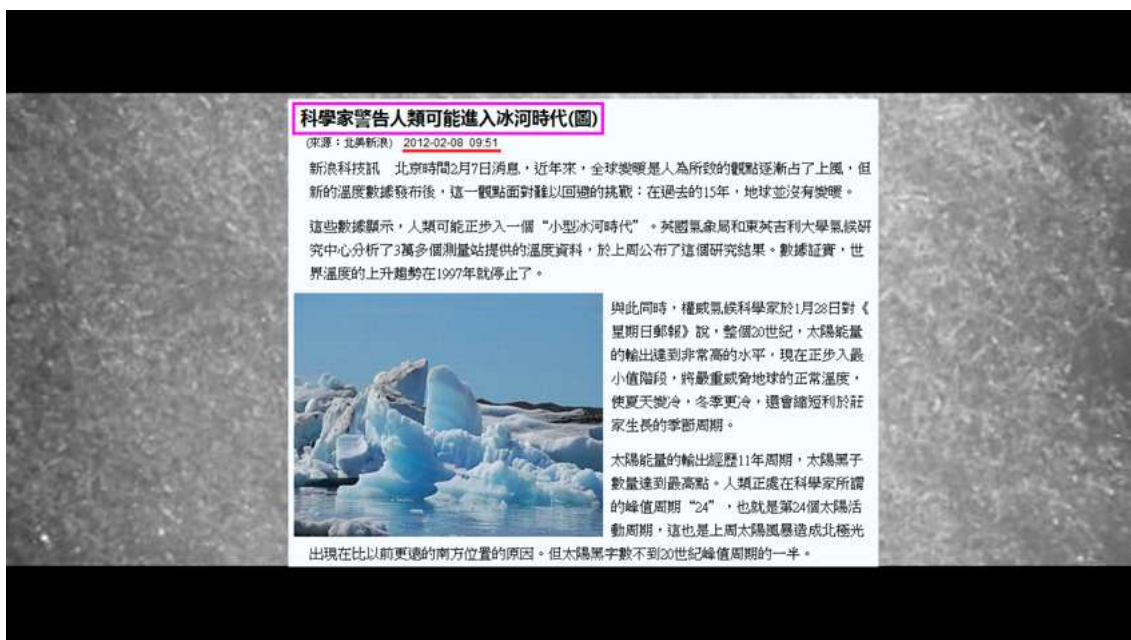 科學家警告人類可能進入冰河時代(圖)
(來源：北美新浪) 2012-02-08 09:51
新浪科技訊　北京時間2月7日消息，近年來，全球變暖是人為所致的觀點逐漸占了上風，但
新的溫度數據發布後，這一觀點面對難以回避的挑戰：在過去的15年，地球並沒有變暖。
這些數據顯示，人類可能正步入一個“小型冰河時代”。英國氣象局和東英吉利大學氣候研
究中心分析了3萬多個測量站提供的溫度資料，於上周公布了這個研究結果。數據証實，世
界溫度的上升趨勢在1997年就停止了。
與此同時，權威氣候科學家於1月28日對《
星期日郵報》說，整個20世紀，太陽能量
的輸出達到非常高的水平，現在正步入最
小值階段，將嚴重威脅地球的正常溫度，
使夏天變冷，冬季更冷，還會縮短利於莊
家生長的季節周期。
太陽能量的輸出經歷11年周期，太陽黑子
數量達到最高點。人類正處在科學家所謂
的峰值周期“24”，也就是第24個太陽活
動周期，這也是上周太陽風暴造成北極光
出現在比以前更遠的南方位置的原因。但太陽黑字數不到20世紀峰值周期的一半。